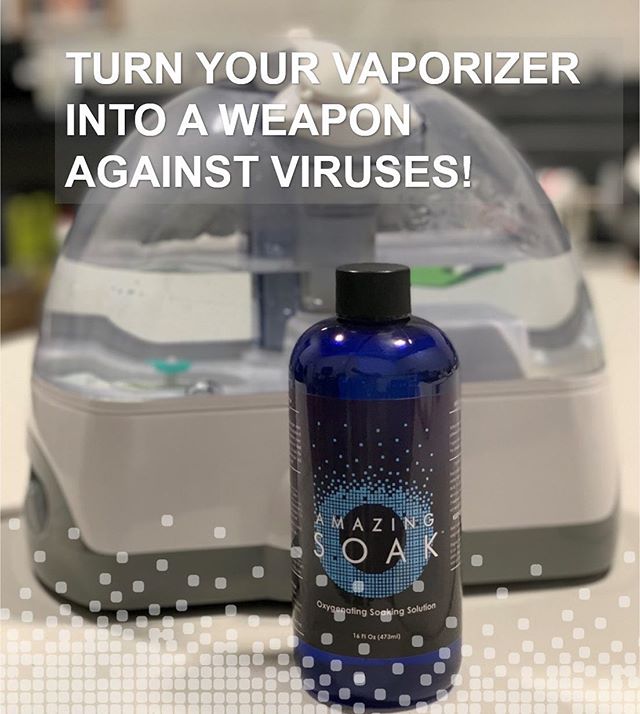 TURN YOUR VAPORIZER
INTO A WEAPON
AGAINST VIRUSES!
AMAZING
SOAK
Oxygenating Soaking Solution
16 Fl Oz (473ml)